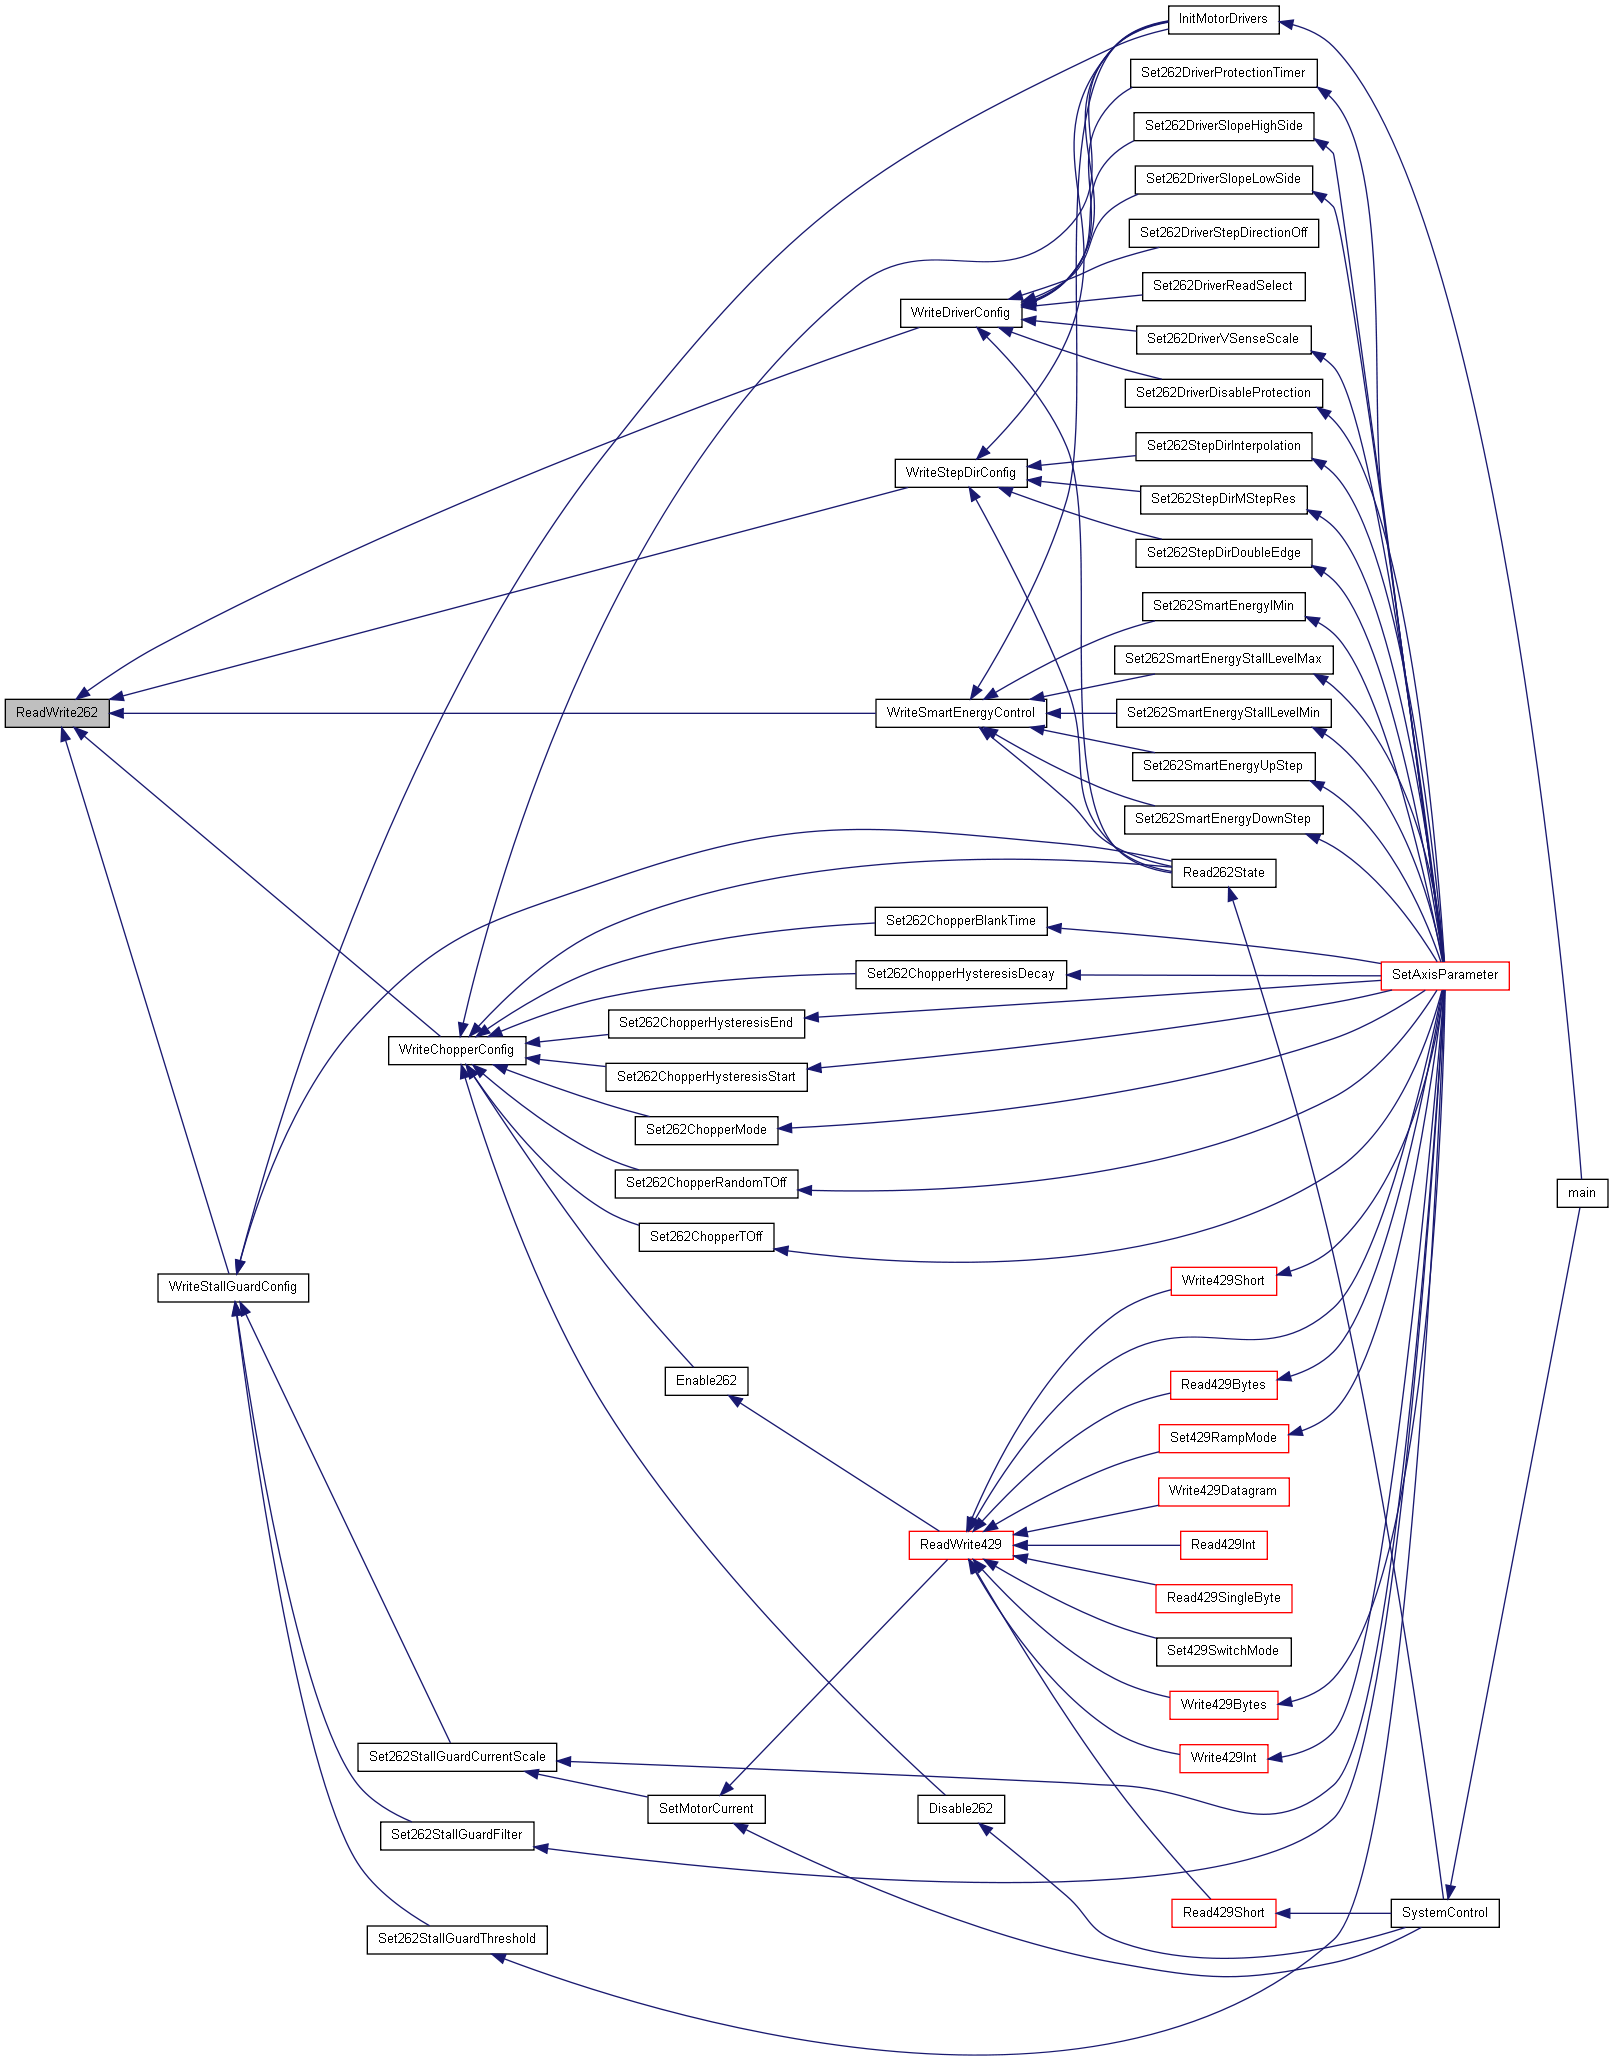 InitMotorDrivers
Set262DriverProtectionTimer
Set262DriverSlopeHighSide
Set262DriverSlopeLowSide
Set262DriverStepDirectionOff
Set262DriverReadSelect
WriteDriverConfig
Set262DriverVSenseScale
Set262DriverDisableProtection
Set262StepDirInterpolation
WriteStepDirConfig
Set262StepDirMStepRes
Set262StepDirDoubleEdge
Set262SmartEnergyIMin
Set262SmartEnergyStallLevelMax
ReadWrite262
WriteSmartEnergyControl
Set262SmartEnergyStallLevelMin
Set262SmartEnergyUpStep
Set262SmartEnergyDownStep
Read262State
Set262ChopperBlankTime
Set262ChopperHysteresisDecay
SetAxisParameter
Set262ChopperHysteresisEnd
WriteChopperConfig
Set262ChopperHysteresisStart
Set262ChopperMode
Set262ChopperRandomTOff
main
Set262ChopperTOff
Write429Short
WriteStallGuardConfig
Enable262
Read429Bytes
Set429RampMode
Write429Datagram
ReadWrite429
Read429Int
Read429SingleByte
Set429SwitchMode
Write429Bytes
Set262StallGuardCurrentScale
Write429Int
SetMotorCurrent
Disable262
Set262StallGuardFilter
Read429Short
SystemControl
Set262StallGuardThreshold